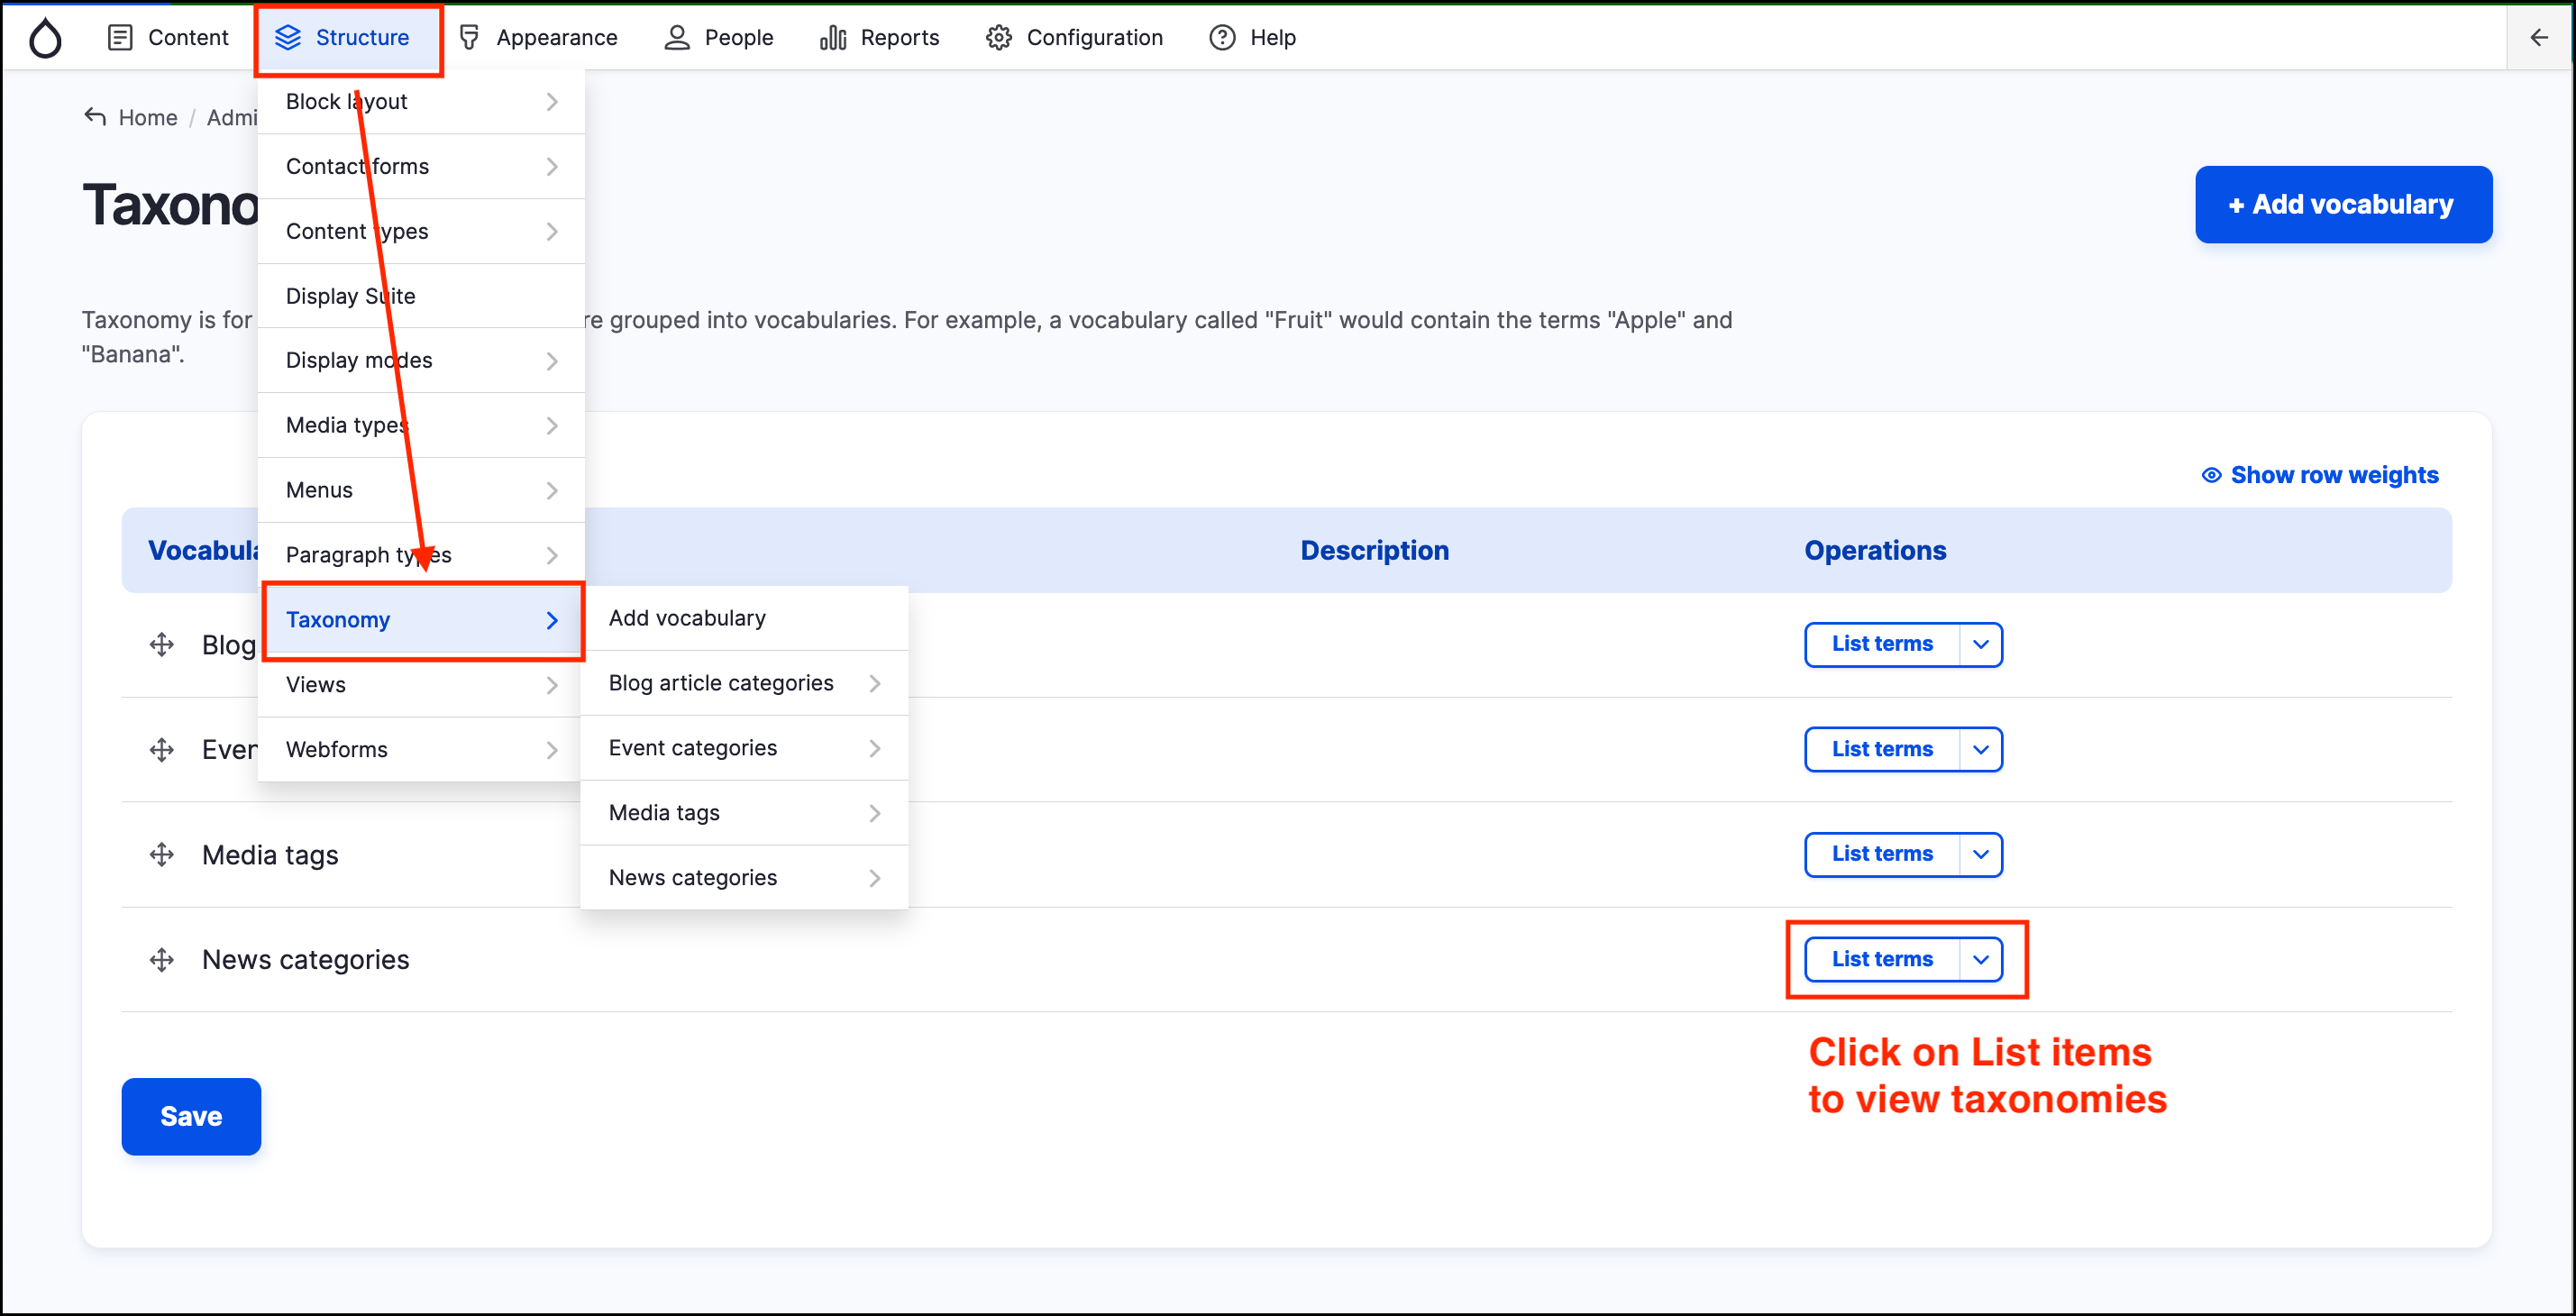 Content
Structure
Appearance
People
Reports
Configuration
Help
Home / Admi
Block layout
Contact forms
Content types
Display Suite
Display modes
Media types
Menus
Paragraph types
Taxonomy
Views
Webforms
Add vocabulary
Blog article categories
Event categories
Media tags
News categories
Taxono
+ Add vocabulary
Taxonomy is for re grouped into vocabularies. For example, a vocabulary called "Fruit" would contain the terms "Apple" and
"Banana".
Show row weights
Vocabula Description Operations
Blog List terms
Even List terms
Media tags List terms
News categories List terms
Click on List items
to view taxonomies
Save